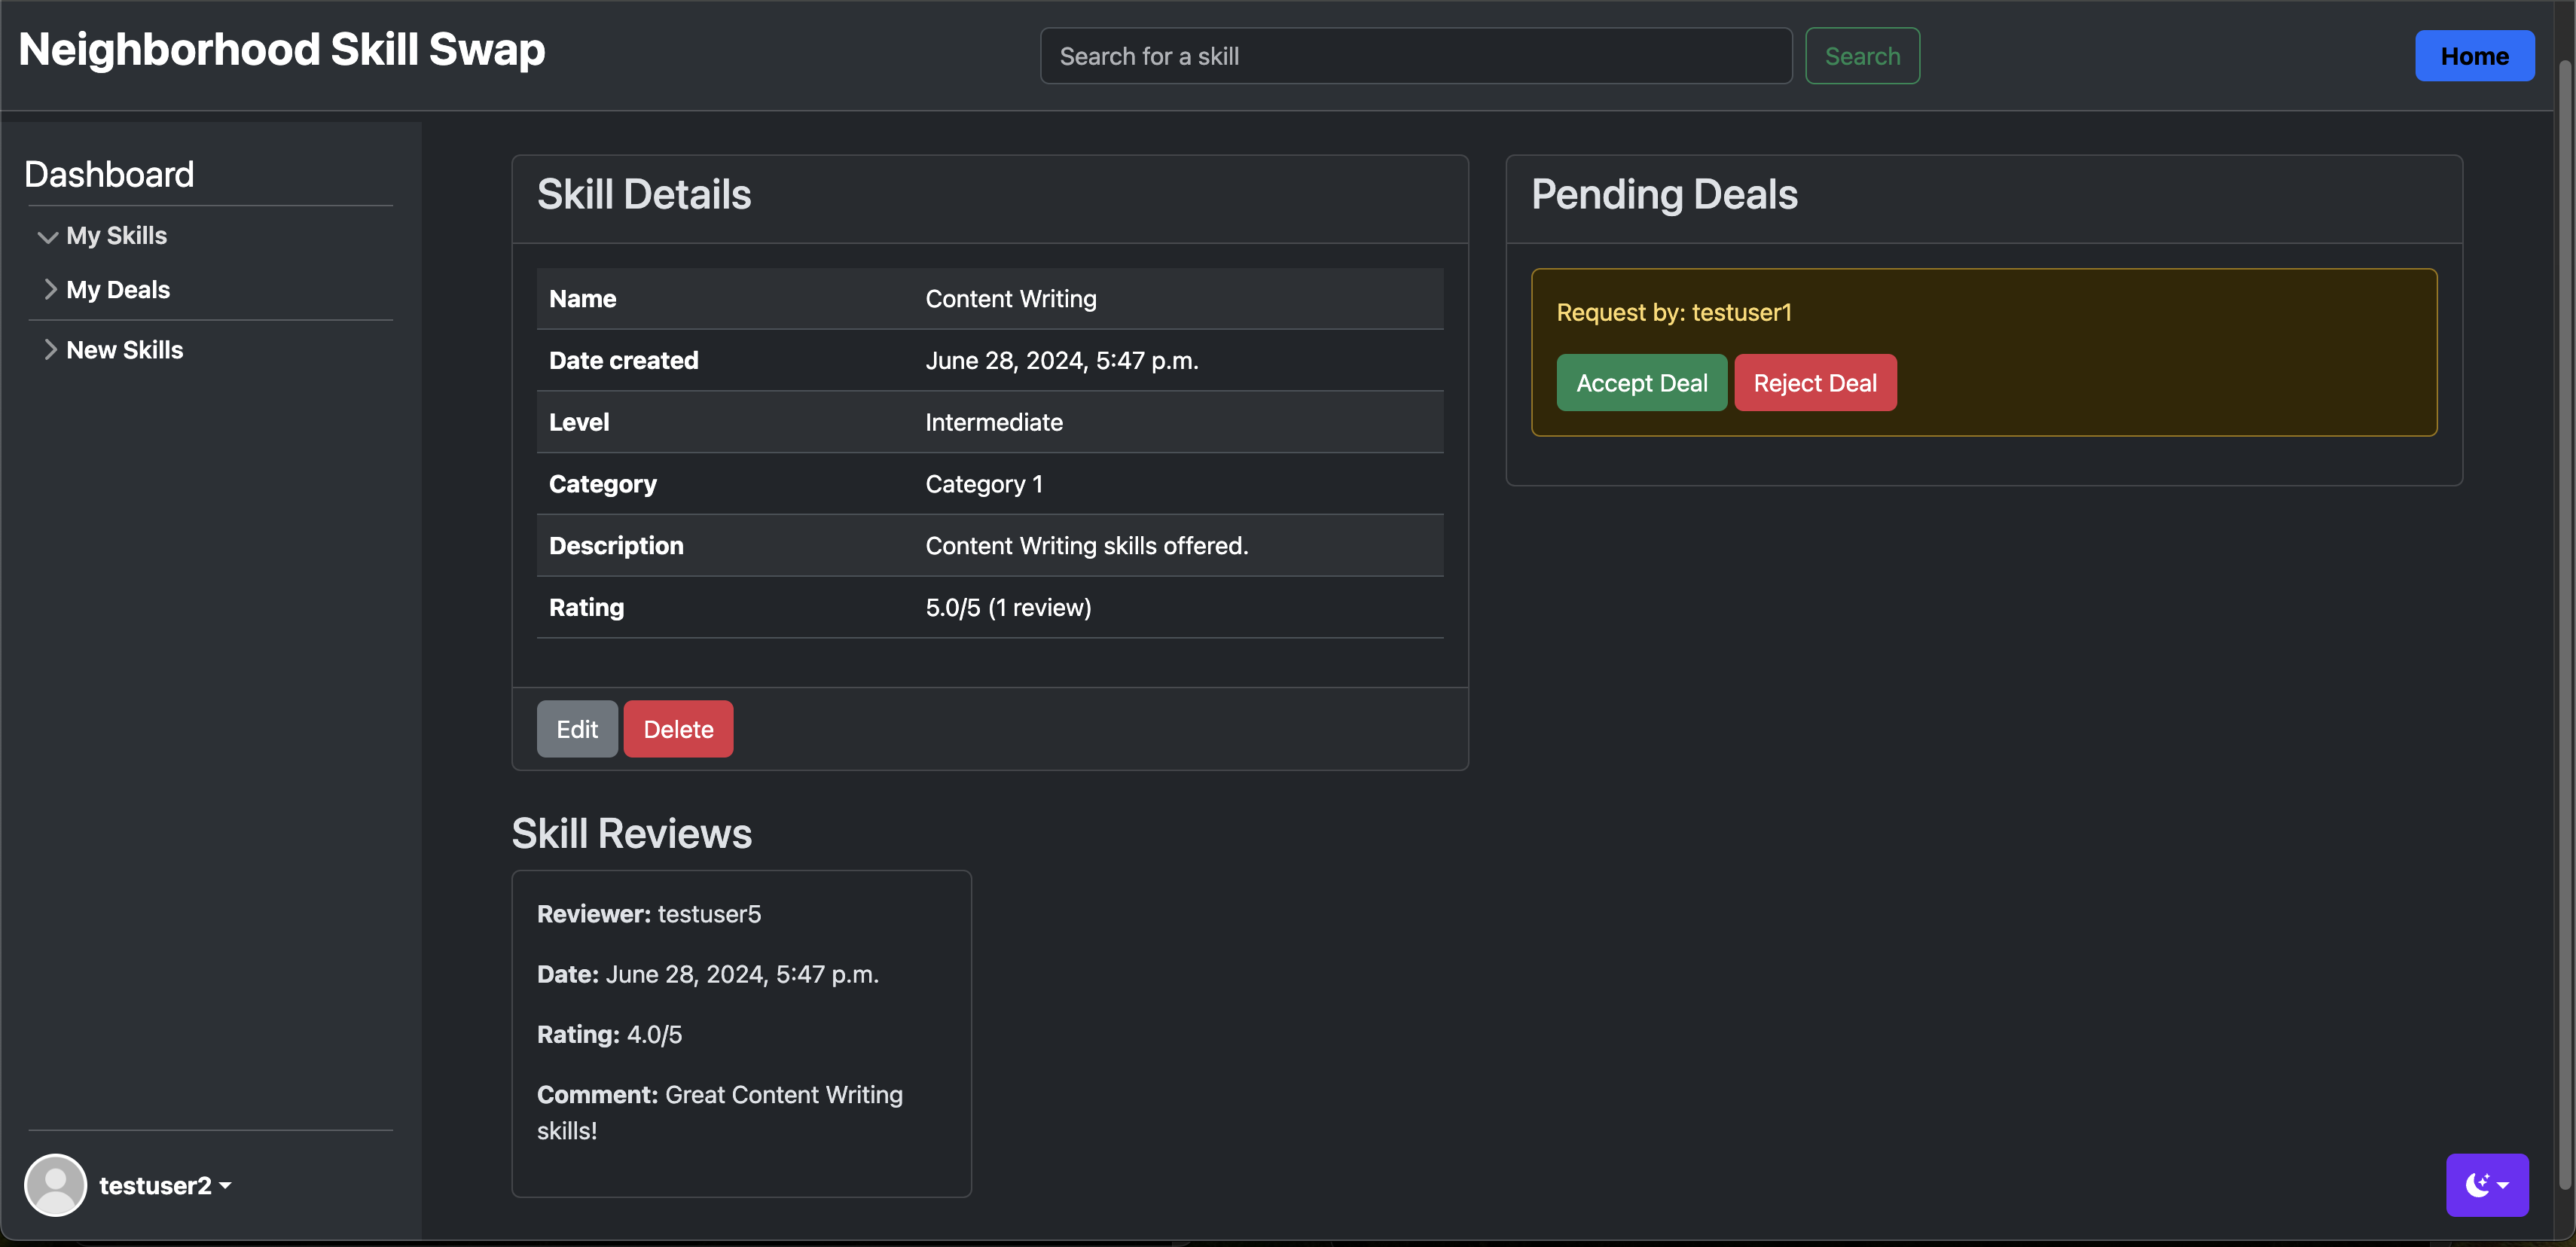 Neighborhood Skill Swap
Search for a skill
Search
Home
Dashboard
My Skills
My Deals
New Skills
Skill Details
Name Content Writing
Date created June 28, 2024, 5:47 p.m.
Level Intermediate
Category Category 1
Description Content Writing skills offered.
Rating 5.0/5 (1 review)
Edit Delete
Pending Deals
Request by: testuser1
Accept Deal Reject Deal
Skill Reviews
Reviewer: testuser5
Date: June 28, 2024, 5:47 p.m.
Rating: 4.0/5
Comment: Great Content Writing
skills!
testuser2